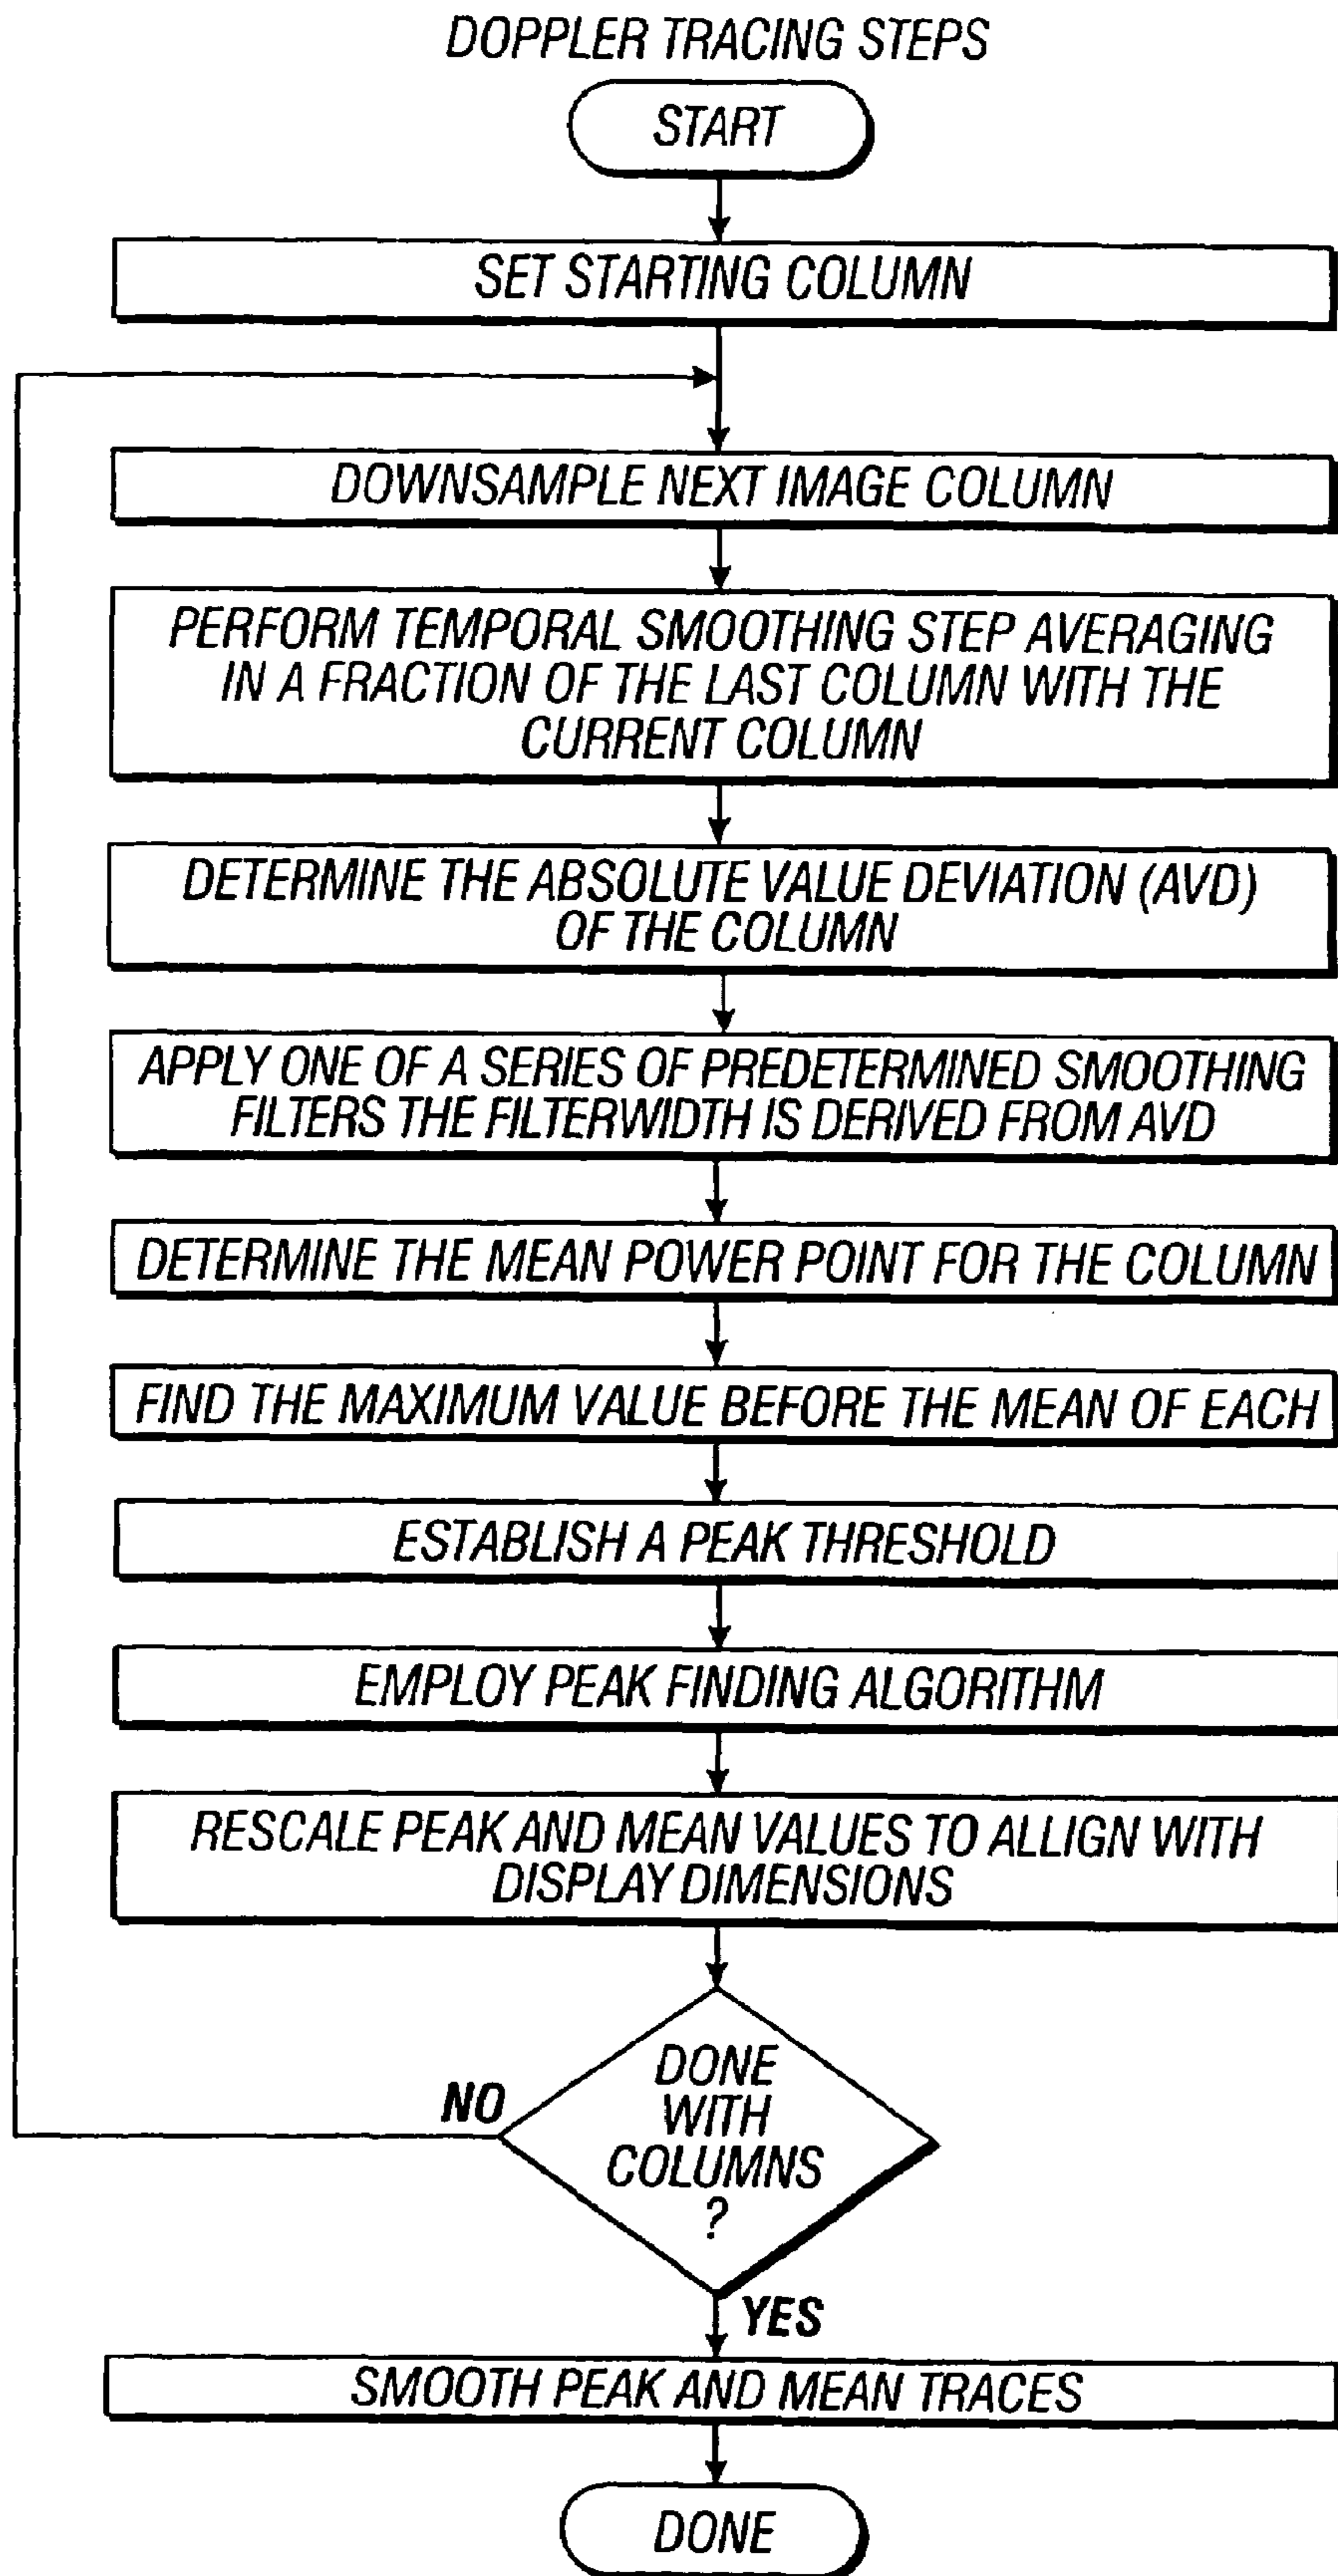 DOPPLER TRACING STEPS
START
SET STARTING COLUMN
DOWNSAMPLE NEXT IMAGE COLUMN
PERFORM TEMPORAL SMOOTHING STEP AVERAGING
IN A FRACTION OF THE LAST COLUMN WITH THE
CURRENT COLUMN
DETERMINE THE ABSOLUTE VALUE DEVIATION (AVD)
OF THE COLUMN
APPLY ONE OF A SERIES OF PREDETERMINED SMOOTHING
FILTERS THE FILTERWIDTH IS DERIVED FROM AVD
DETERMINE THE MEAN POWER POINT FOR THE COLUMN
FIND THE MAXIMUM VALUE BEFORE THE MEAN OF EACH
ESTABLISH A PEAK THRESHOLD
EMPLOY PEAK FINDING ALGORITHM
RESCALE PEAK AND MEAN VALUES TO ALLIGN WITH
DISPLAY DIMENSIONS
DONE
WITH
COLUMNS
?
NO
YES
SMOOTH PEAK AND MEAN TRACES
DONE